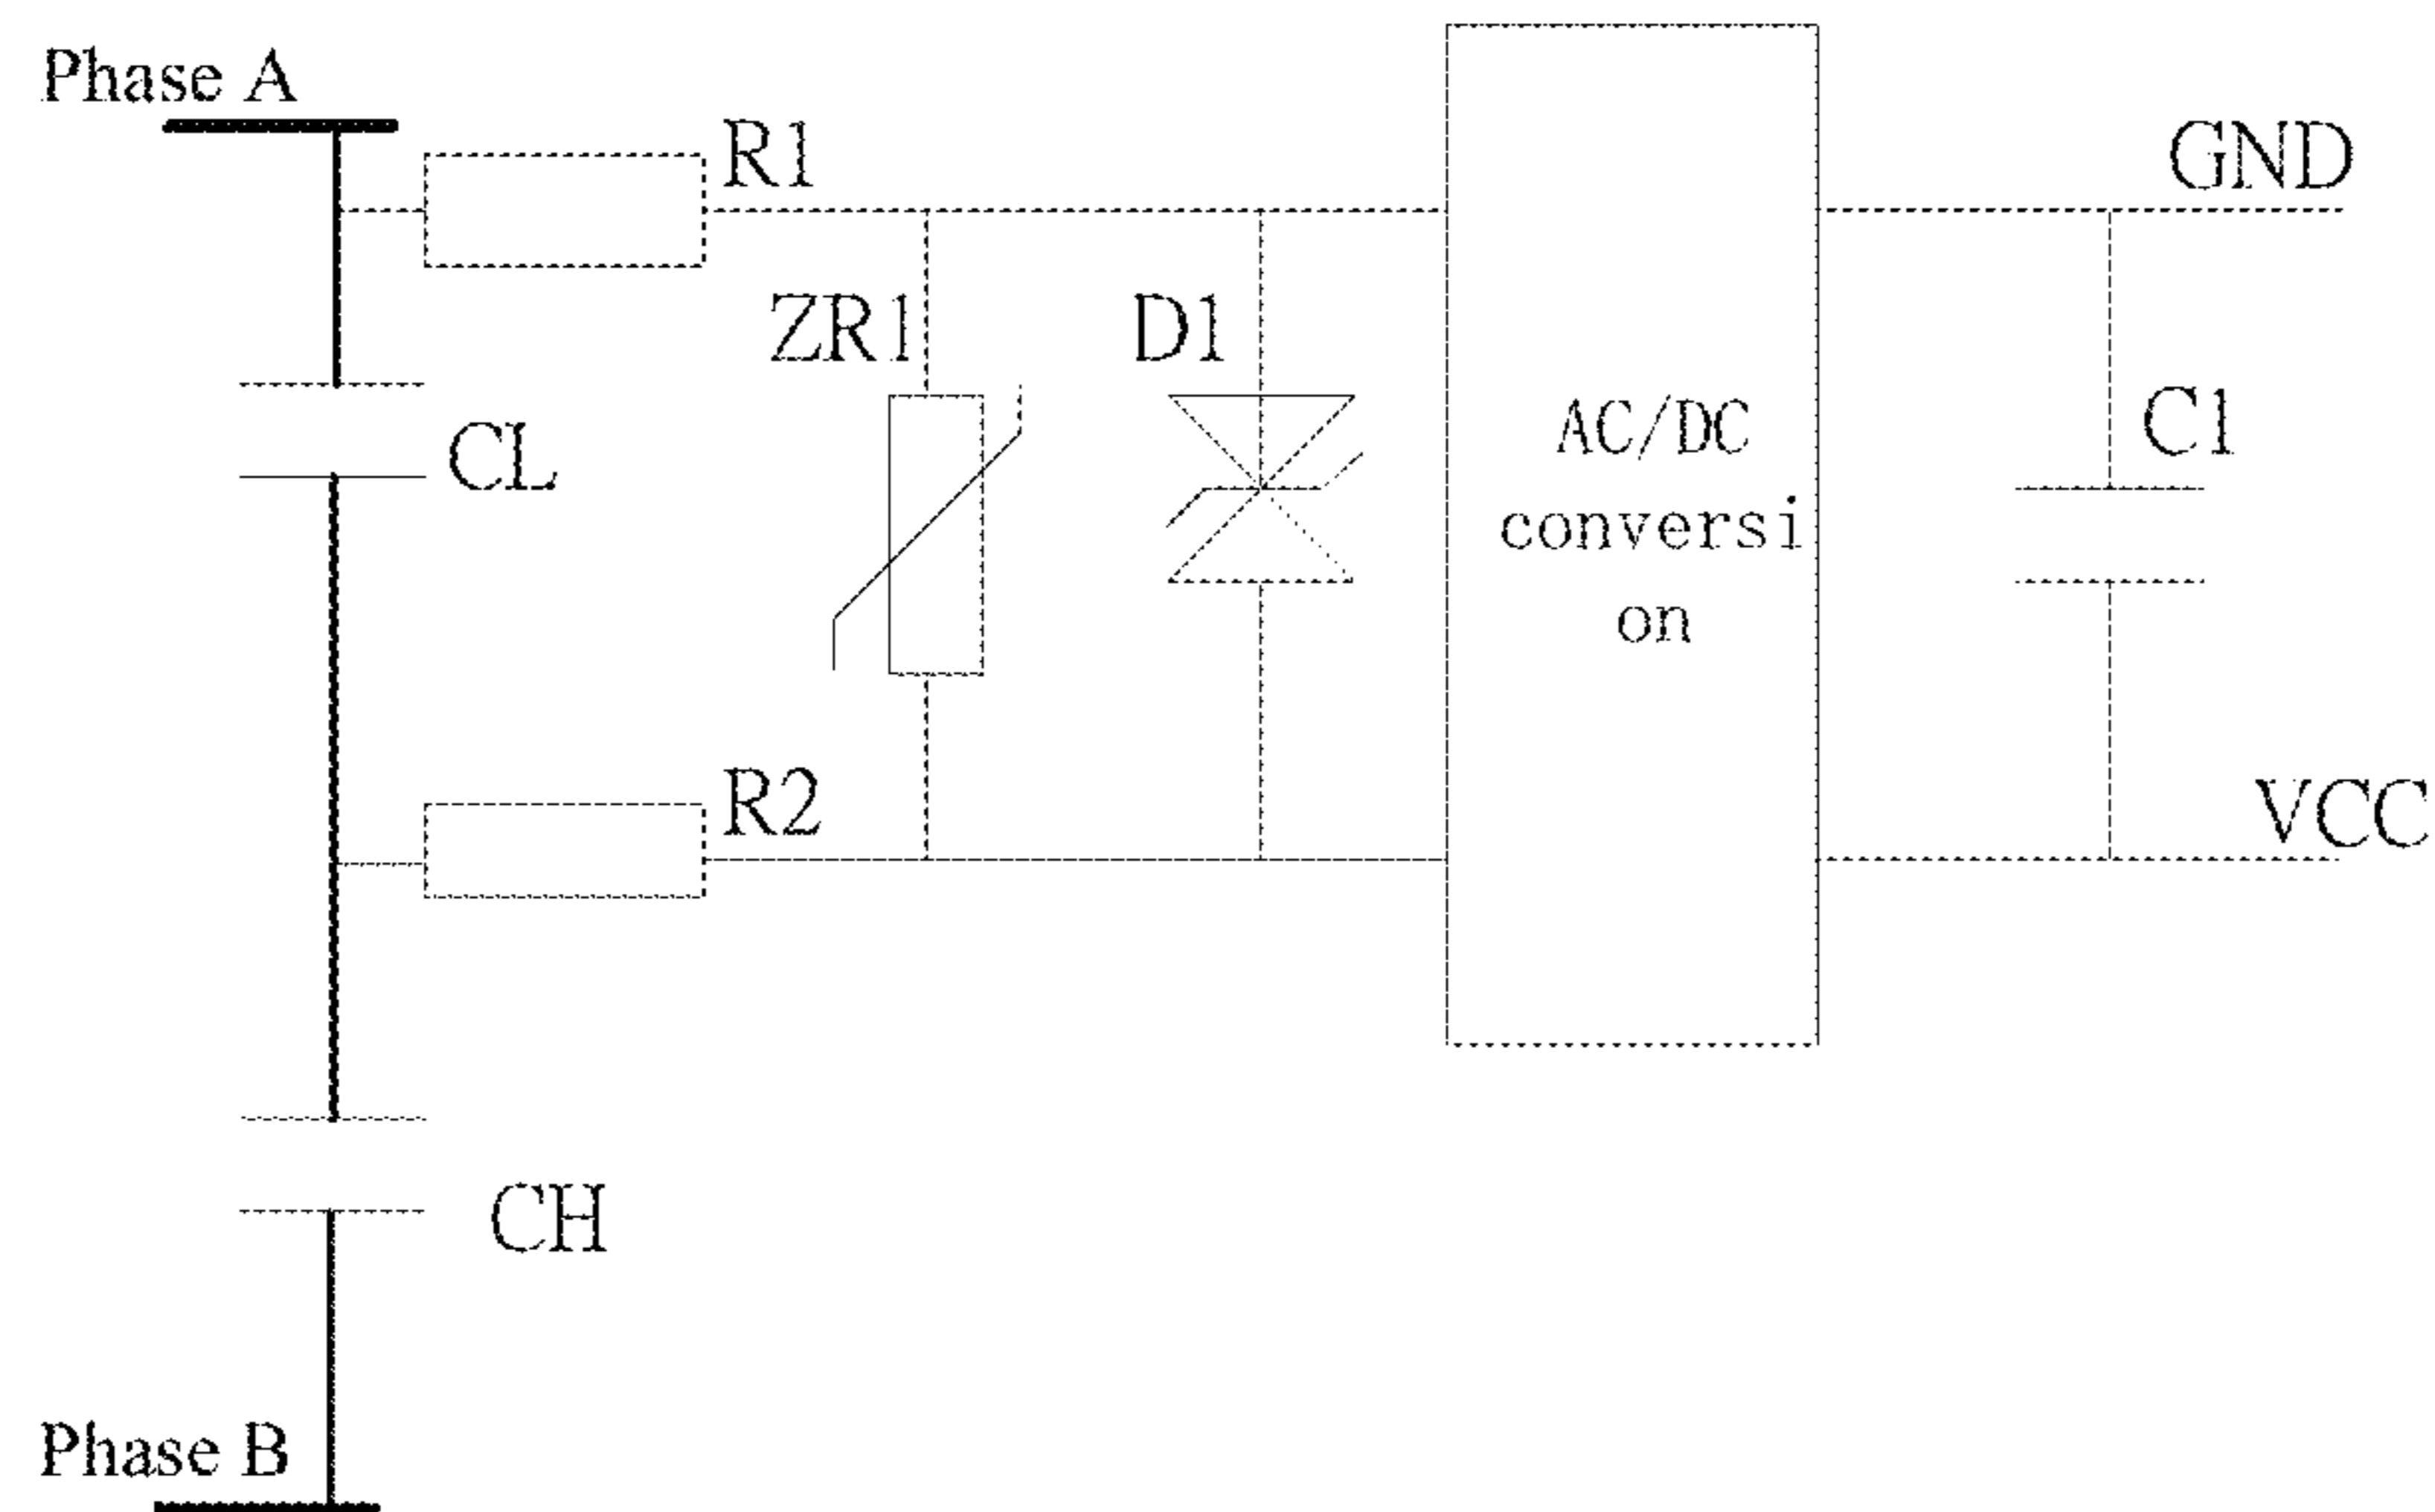 Phase A
R1
GND
ZR1
D1
CL
AC/DC
conversi
on
C1
R2
VCC
CH
Phase B